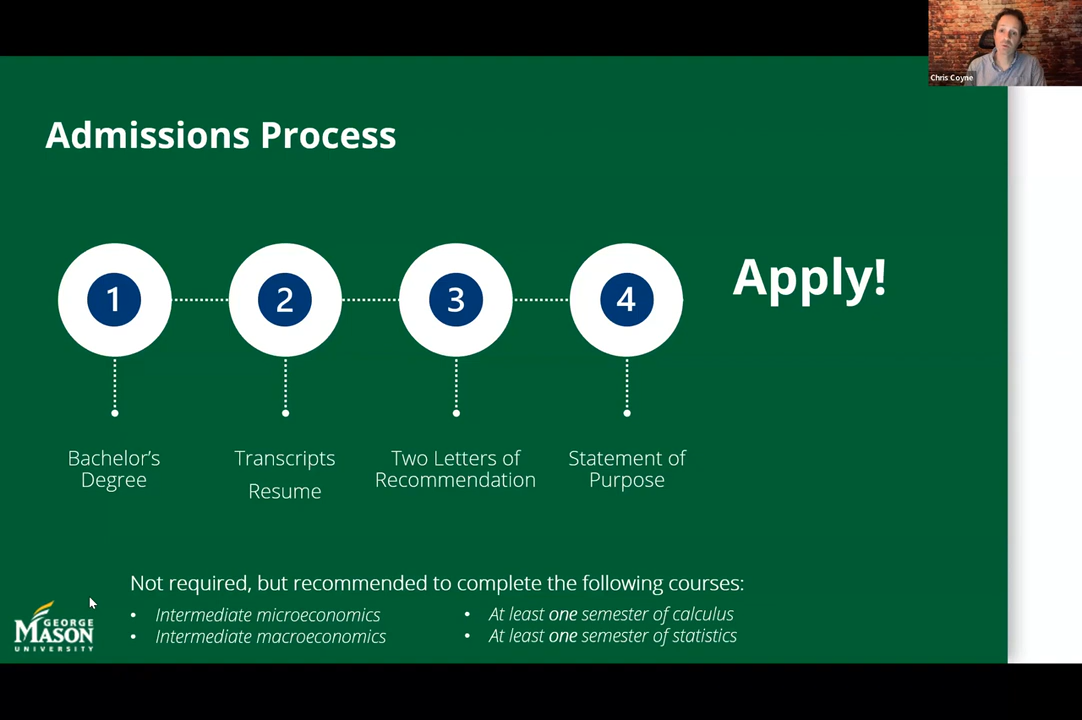 Chris Coyne
Admissions Process
1
2
3
4
Apply!
Bachelor's
Degree
Transcripts
Resume
Two Letters of
Recommendation
Statement of
Purpose
Not required, but recommended to complete the following courses:
• Intermediate microeconomics
• Intermediate macroeconomics
• At least one semester of calculus
• At least one semester of statistics
GEORGE
MASON
UNIVERSITY